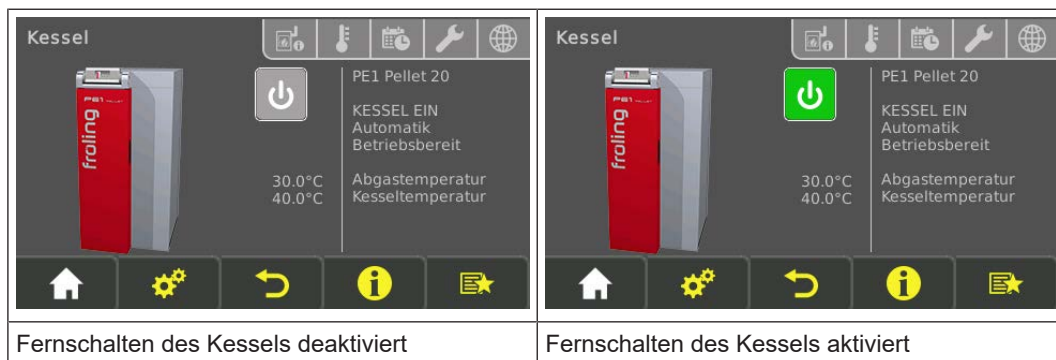 Kessel
PE1 Pellet 20
KESSEL EIN
Automatik
Betriebsbereit
30.0°C Abgastemperatur
40.0°C Kesseltemperatur
PE1
froling
Fernschalten des Kessels deaktiviert
Kessel
PE1 Pellet 20
KESSEL EIN
Automatik
Betriebsbereit
30.0°C Abgastemperatur
40.0°C Kesseltemperatur
PE1
froling
Fernschalten des Kessels aktiviert